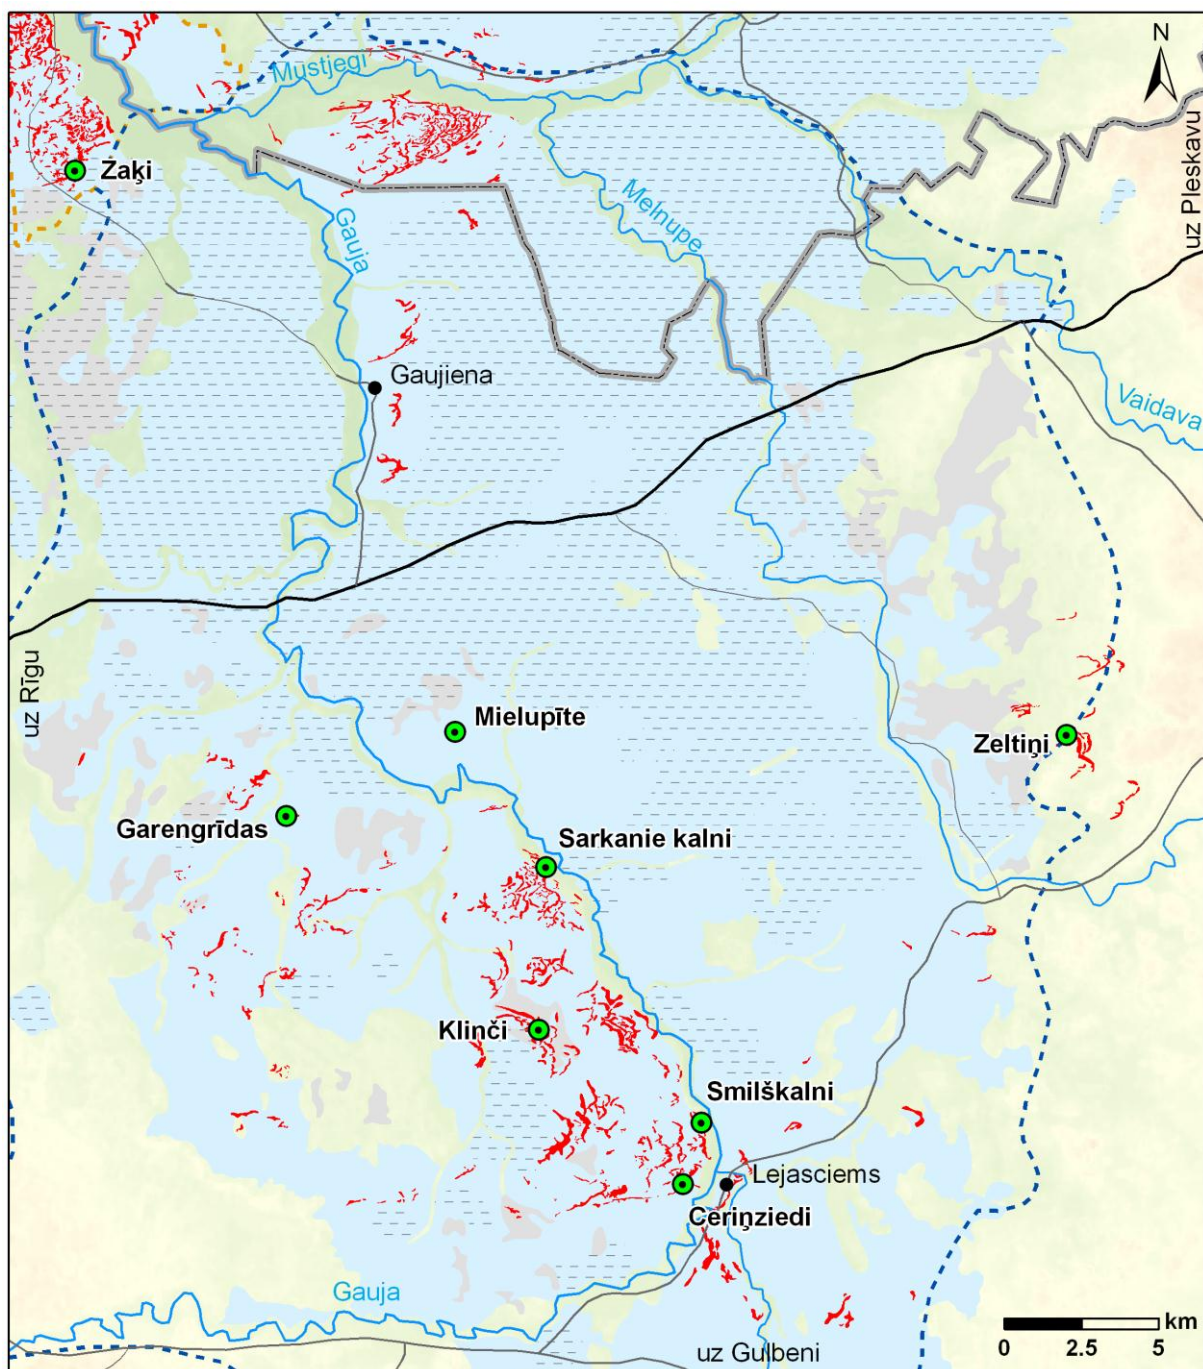 N
Mustjegi
Žaķi
Melnupe
Gauja
uz Pleskavu
Gaujiena
Vaidava
uz Rīgu
Mielupīte
Zeltiņi
Garengrīdas
Sarkanie kalni
Klinči
Smilškalni
Lejasciems
Ceriņziedi
Gauja
km
0 2.5 5
uz Gulbeni